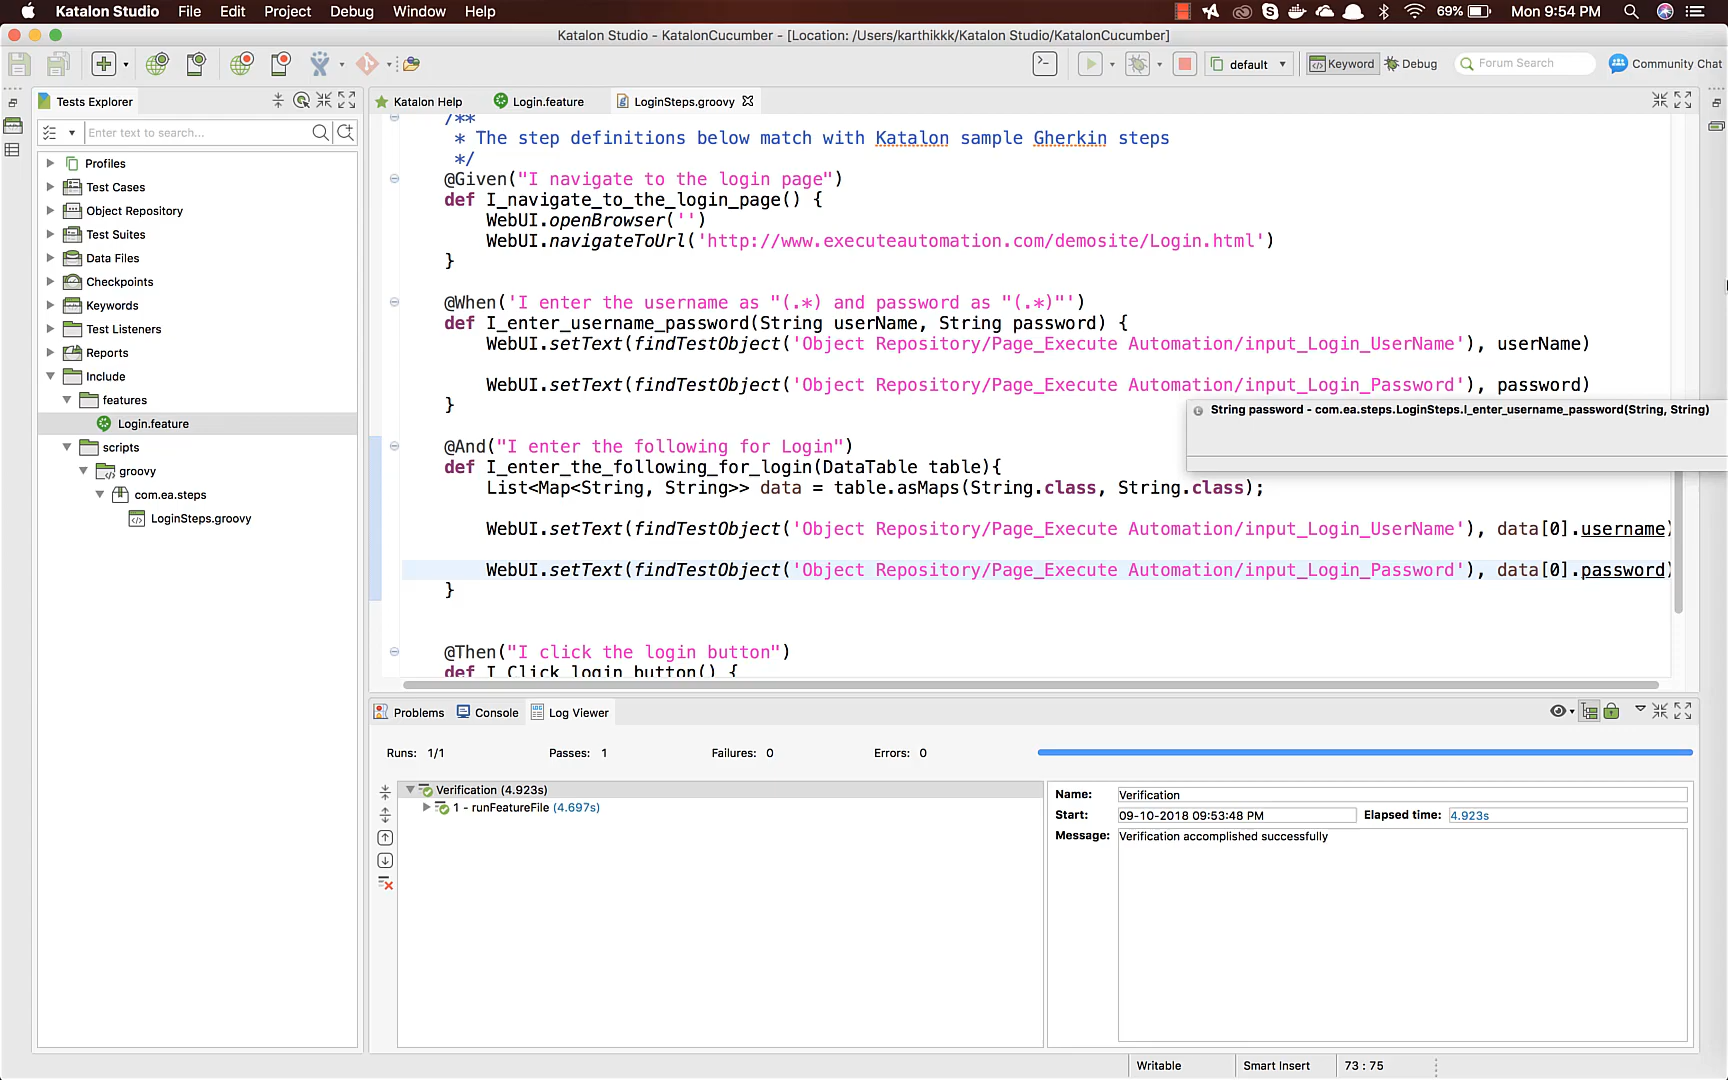 Katalon Studio File Edit Project Debug Window Help 69% Mon 9:54 PM
Katalon Studio - KatalonCucumber - [Location: /Users/karthikkk/Katalon Studio/KatalonCucumber]
default Keyword Debug Forum Search Community Chat
Tests Explorer
Enter text to search...
Profiles
Test Cases
Object Repository
Test Suites
Data Files
Checkpoints
Keywords
Test Listeners
Reports
Include
features
Login.feature
scripts
groovy
com.ea.steps
LoginSteps.groovy
Katalon Help Login.feature LoginSteps.groovy
/**
* The step definitions below match with Katalon sample Gherkin steps
*/
@Given("I navigate to the login page")
def I_navigate_to_the_login_page() {
WebUI.openBrowser('')
WebUI.navigateToUrl('http://www.executeautomation.com/demosite/Login.html')
}
@When('I enter the username as "(.*) and password as "(.*)"')
def I_enter_username_password(String userName, String password) {
WebUI.setText(findTestObject('Object Repository/Page_Execute Automation/input_Login_UserName'), userName)
WebUI.setText(findTestObject('Object Repository/Page_Execute Automation/input_Login_Password'), password)
}
String password - com.ea.steps.LoginSteps.I_enter_username_password(String, String)
@And("I enter the following for Login")
def I_enter_the_following_for_login(DataTable table){
List<Map<String, String>> data = table.asMaps(String.class, String.class);
WebUI.setText(findTestObject('Object Repository/Page_Execute Automation/input_Login_UserName'), data[0].username)
WebUI.setText(findTestObject('Object Repository/Page_Execute Automation/input_Login_Password'), data[0].password)
}
@Then("I click the login button")
def I_Click_login_button() {
Problems Console Log Viewer
Runs: 1/1 Passes: 1 Failures: 0 Errors: 0
Verification (4.923s)
1 - runFeatureFile (4.697s)
Name: Verification
Start: 09-10-2018 09:53:48 PM Elapsed time: 4.923s
Message: Verification accomplished successfully
Writable Smart Insert 73 : 75